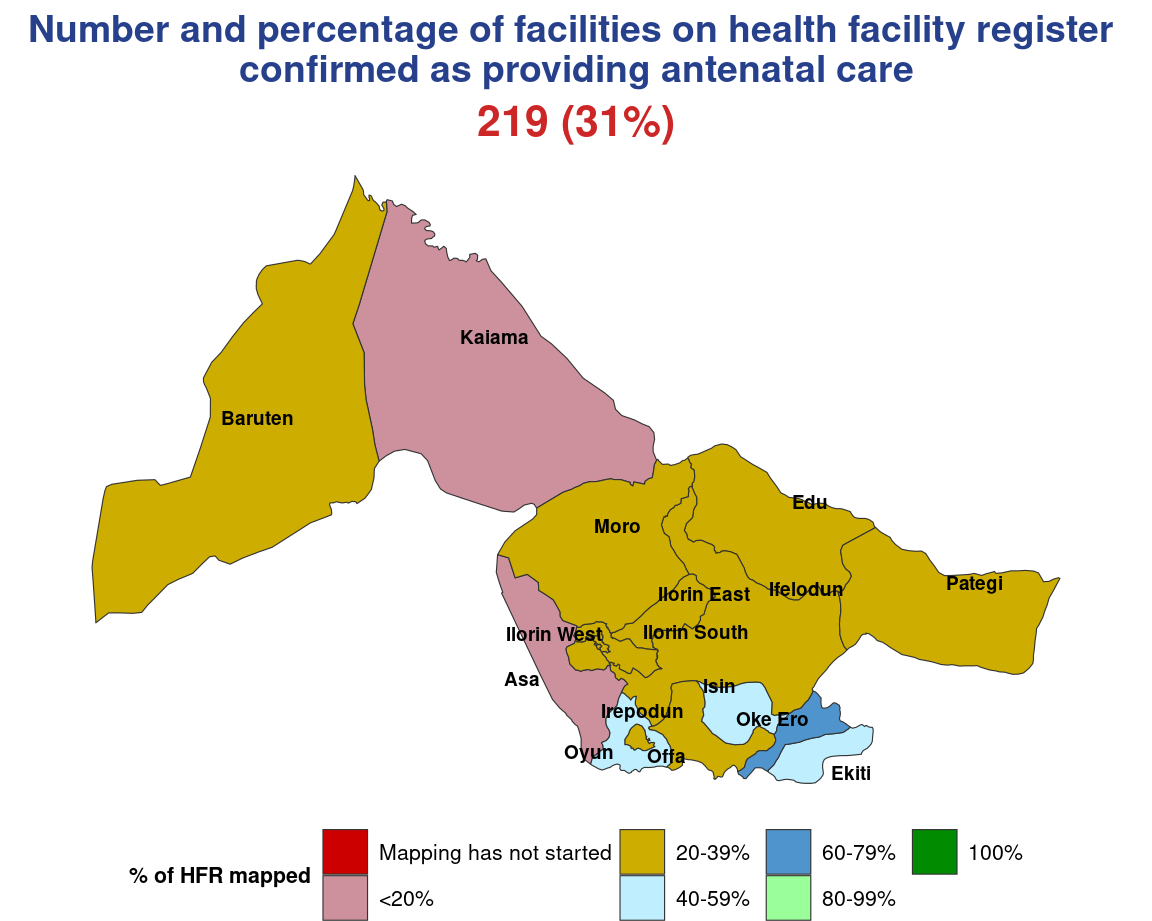 Number and percentage of facilities on health facility register
confirmed as providing antenatal care
219 (31%)
Kaiama
Baruten
Edu
Moro
Pategi
Ifelodun
Ilorin East
Ilorin South
Ilorin West
Asa
Isin
Irepodun
Oke Ero
Oyun
Offa
Ekiti
% of HFR mapped
Mapping has not started
<20%
20-39%
40-59%
60-79%
80-99%
100%